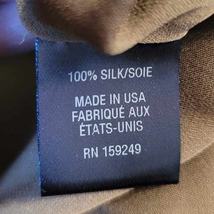 100% SILK/SOIE
MADE IN USA
FABRIQUÉ AUX
ÉTATS-UNIS
RN 159249